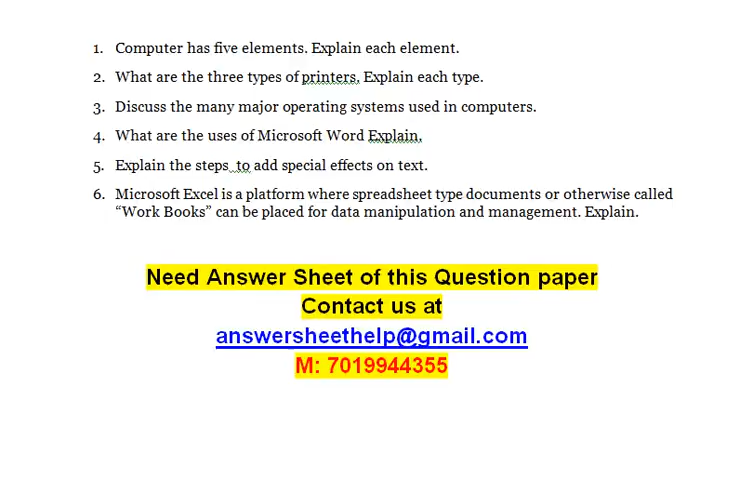 1. Computer has five elements. Explain each element.
2. What are the three types of printers, Explain each type.
3. Discuss the many major operating systems used in computers.
4. What are the uses of Microsoft Word Explain,
5. Explain the steps to add special effects on text.
6. Microsoft Excel is a platform where spreadsheet type documents or otherwise called
“Work Books” can be placed for data manipulation and management. Explain.
Need Answer Sheet of this Question paper
Contact us at
answersheethelp@gmail.com
M: 7019944355